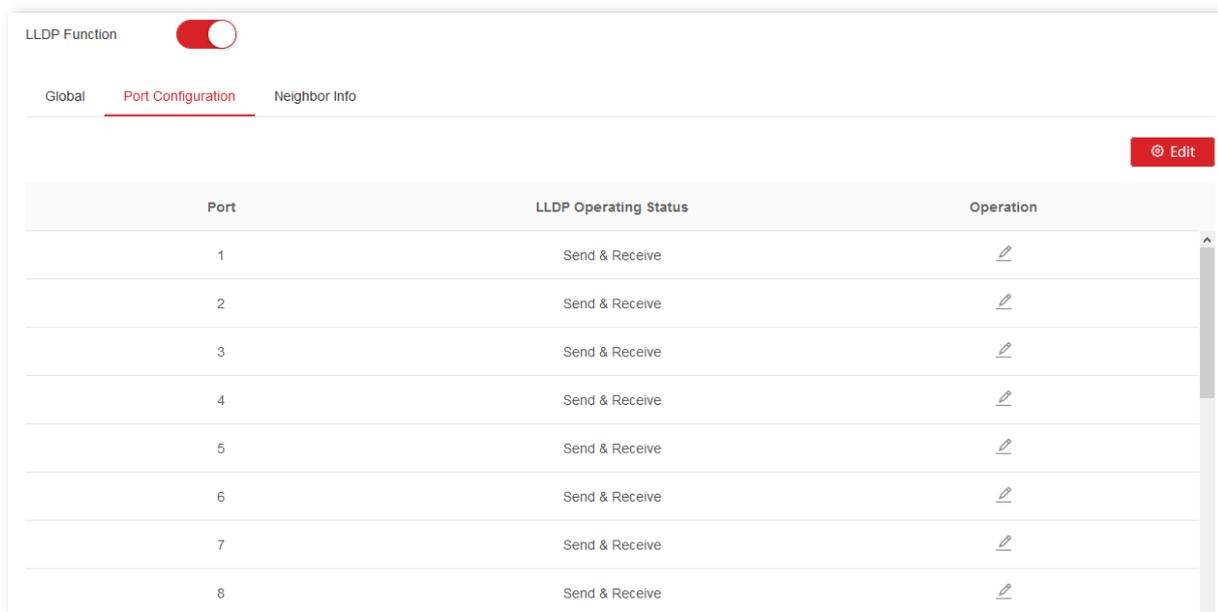 LLDP Function
Global Port Configuration Neighbor Info
Edit
Port LLDP Operating Status Operation
1 Send & Receive
2 Send & Receive
3 Send & Receive
4 Send & Receive
5 Send & Receive
6 Send & Receive
7 Send & Receive
8 Send & Receive